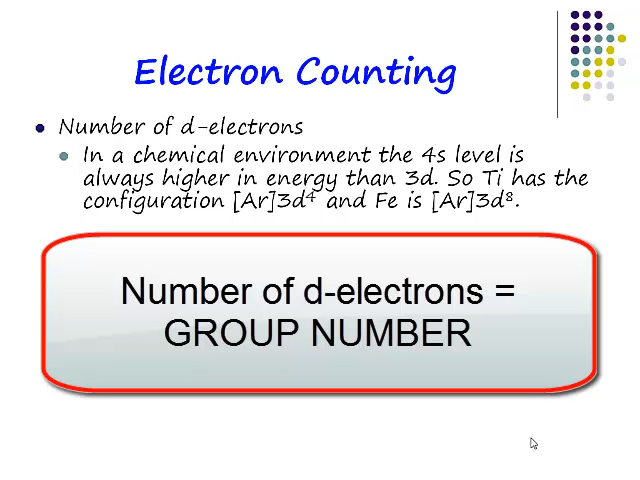 Electron Counting
Number of d-electrons
In a chemical environment the 4s level is
always higher in energy than 3d. So Ti has the
configuration [Ar]3d⁴ and Fe is [Ar]3d⁸.
Number of d-electrons =
GROUP NUMBER